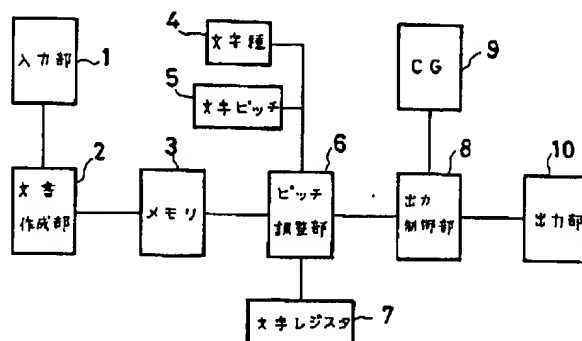 4
文字種
1
入力部
5
文字ピッチ
9
CG
2
文書
作成部
3
メモリ
6
ピッチ
調整部
8
出力
制御部
10
出力部
文字レジスタ
7